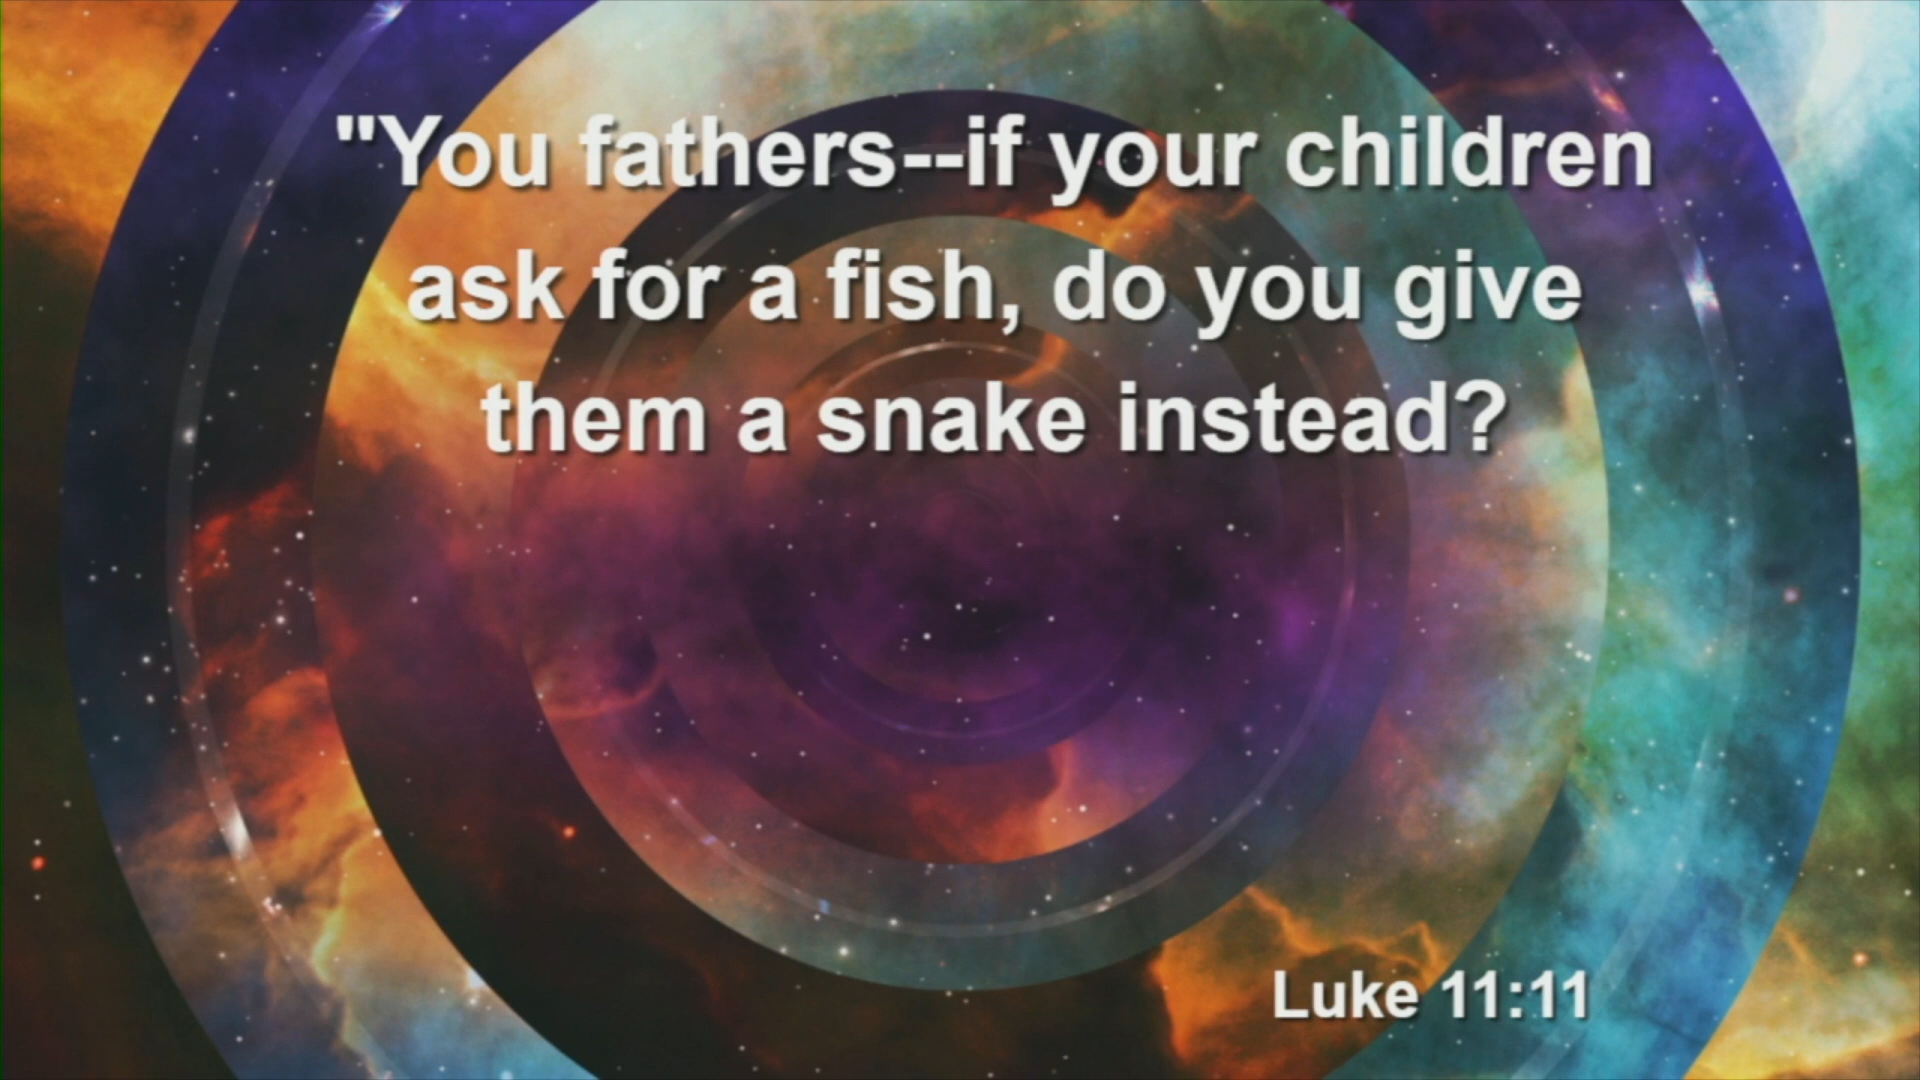 "You fathers--if your children
ask for a fish, do you give
them a snake instead?
Luke 11:11